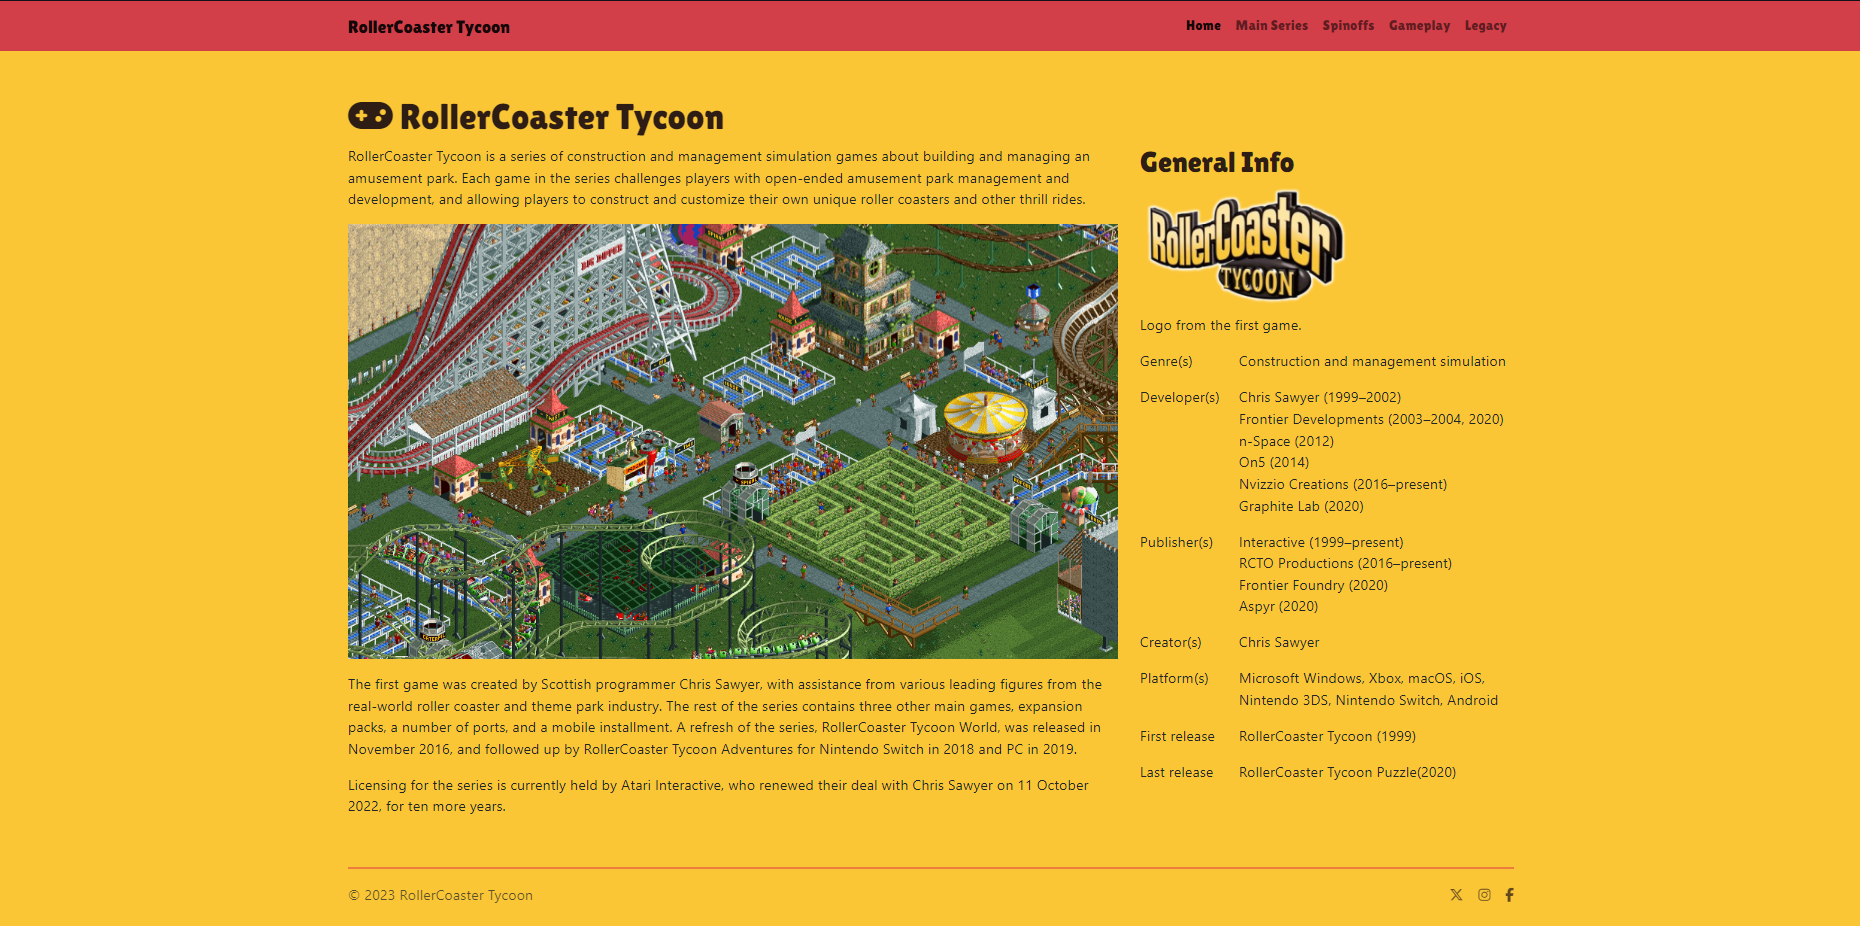 RollerCoaster Tycoon
Home Main Series Spinoffs Gameplay Legacy
RollerCoaster Tycoon
RollerCoaster Tycoon is a series of construction and management simulation games about building and managing an
amusement park. Each game in the series challenges players with open-ended amusement park management and
development, and allowing players to construct and customize their own unique roller coasters and other thrill rides.
BIG DIPPER
The first game was created by Scottish programmer Chris Sawyer, with assistance from various leading figures from the
real-world roller coaster and theme park industry. The rest of the series contains three other main games, expansion
packs, a number of ports, and a mobile installment. A refresh of the series, RollerCoaster Tycoon World, was released in
November 2016, and followed up by RollerCoaster Tycoon Adventures for Nintendo Switch in 2018 and PC in 2019.
Licensing for the series is currently held by Atari Interactive, who renewed their deal with Chris Sawyer on 11 October
2022, for ten more years.
General Info
RollerCoaster
TYCOON
Logo from the first game.
Genre(s) Construction and management simulation
Developer(s) Chris Sawyer (1999–2002)
Frontier Developments (2003–2004, 2020)
n-Space (2012)
On5 (2014)
Nvizzio Creations (2016–present)
Graphite Lab (2020)
Publisher(s) Interactive (1999–present)
RCTO Productions (2016–present)
Frontier Foundry (2020)
Aspyr (2020)
Creator(s) Chris Sawyer
Platform(s) Microsoft Windows, Xbox, macOS, iOS,
Nintendo 3DS, Nintendo Switch, Android
First release RollerCoaster Tycoon (1999)
Last release RollerCoaster Tycoon Puzzle(2020)
© 2023 RollerCoaster Tycoon